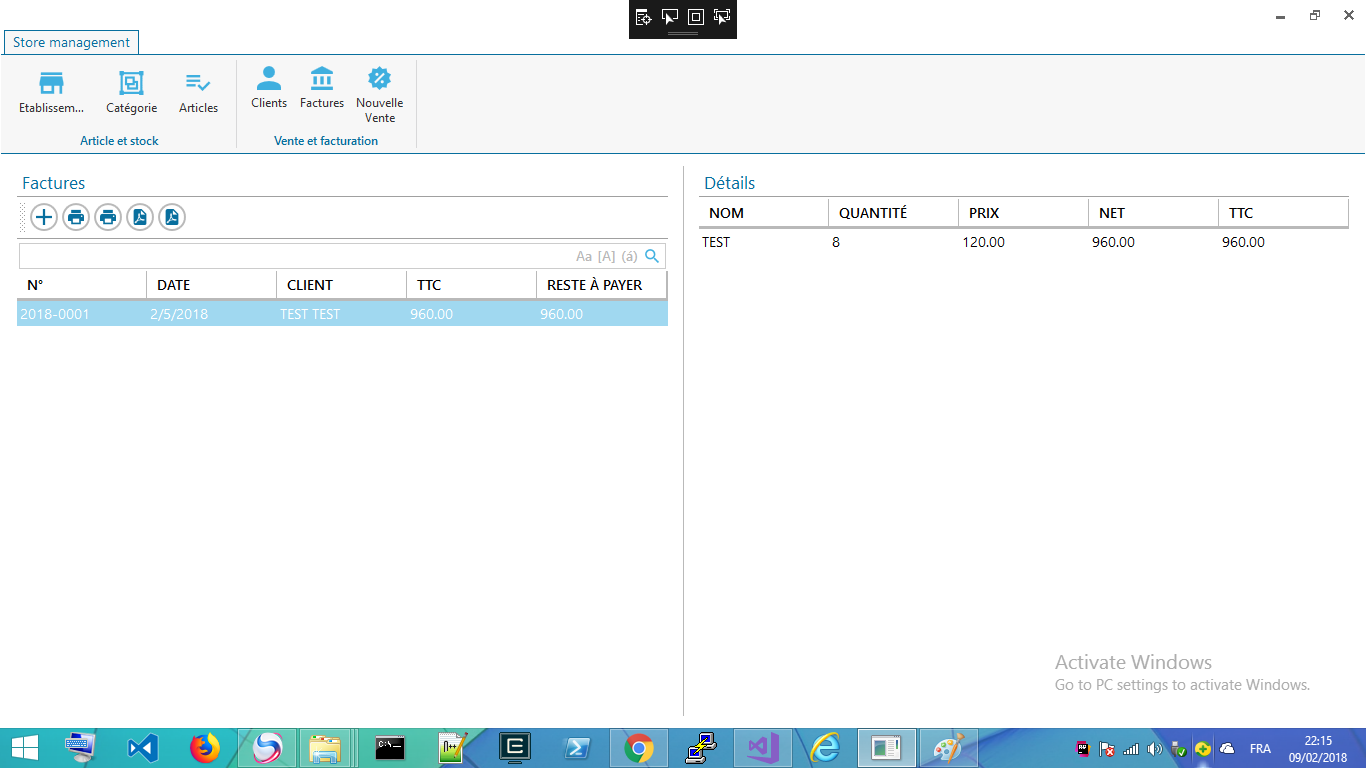 Store management
Etablissem...
Catégorie
Articles
Clients
Factures
Nouvelle
Vente
Article et stock
Vente et facturation
Factures
Aa [A] (á)
N° DATE CLIENT TTC RESTE À PAYER
2018-0001 2/5/2018 TEST TEST 960.00 960.00
Détails
NOM QUANTITÉ PRIX NET TTC
TEST 8 120.00 960.00 960.00
Activate Windows
Go to PC settings to activate Windows.
FRA
22:15
09/02/2018